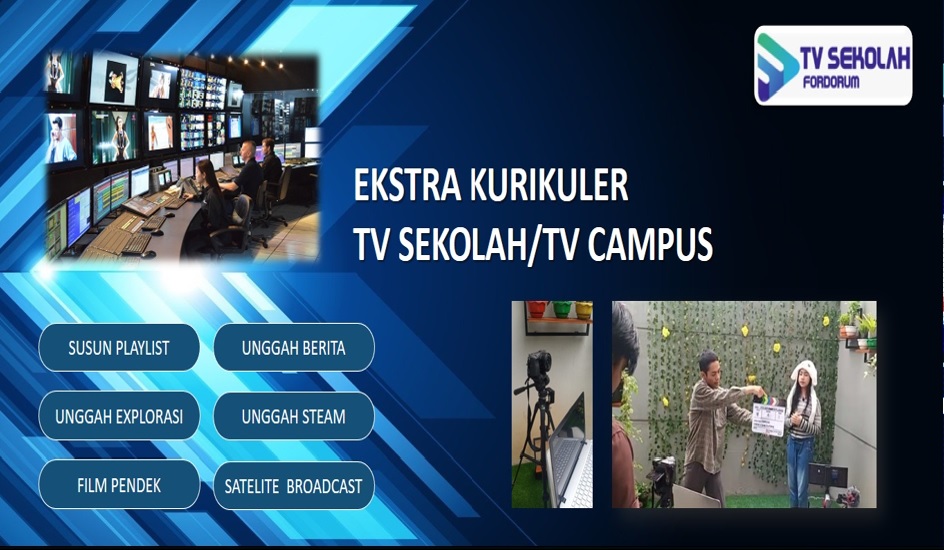 TV SEKOLAH
FORDORUM
EKSTRA KURIKULER
TV SEKOLAH/TV CAMPUS
SUSUN PLAYLIST
UNGGAH BERITA
UNGGAH EXPLORASI
UNGGAH STEAM
FILM PENDEK
SATELITE BROADCAST